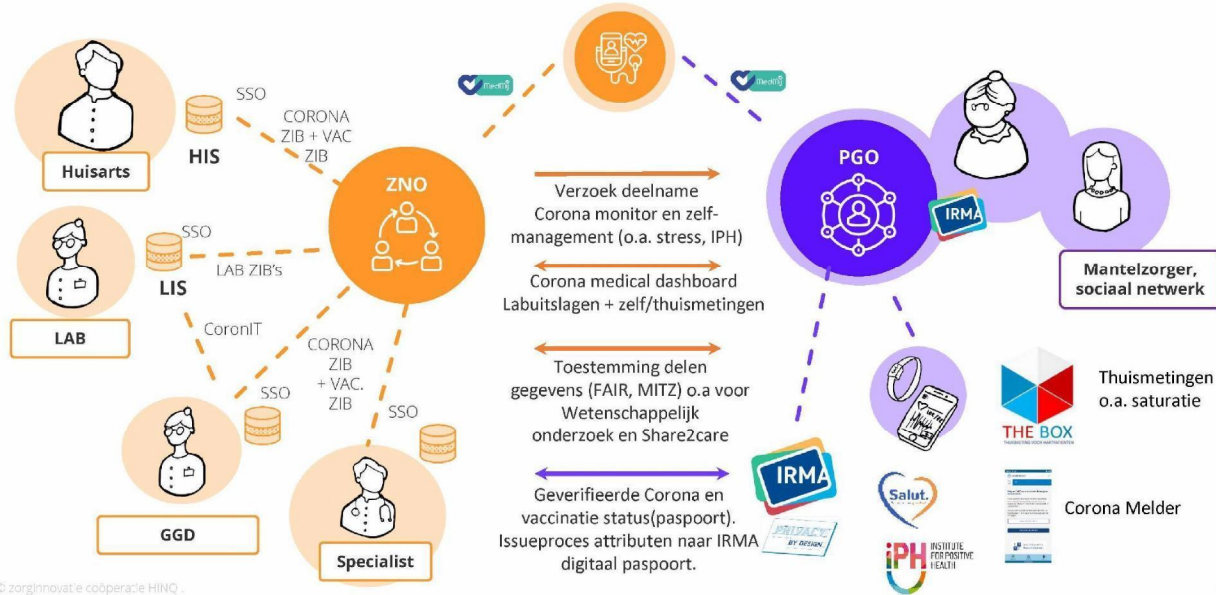 SSO
CORONA
ZIB + VAC
ZIB
HIS
Huisarts
SSO
LAB ZIB's
LIS
LAB
CoronIT
SSO
GGD
CORONA
ZIB
+ VAC.
ZIB
SSO
Specialist
ZNO
MedMij
MedMij
PGO
IRMA
Mantelzorger,
sociaal netwerk
Verzoek deelname
Corona monitor en zelf-
management (o.a. stress, IPH)
Corona medical dashboard
Labuitslagen + zelf/thuismetingen
Toestemming delen
gegevens (FAIR, MITZ) o.a voor
Wetenschappelijk
onderzoek en Share2care
Geverifieerde Corona en
vaccinatie status(paspoort).
Issueproces attributen naar IRMA
digitaal paspoort.
IRMA
PRIVACY
BY DESIGN
THE BOX
Thuismetingen
o.a. saturatie
Salut.
Corona Melder
iPH
INSTITUTE
FOR POSITIVE
HEALTH
© zorginnovatie coöperatie HINQ .